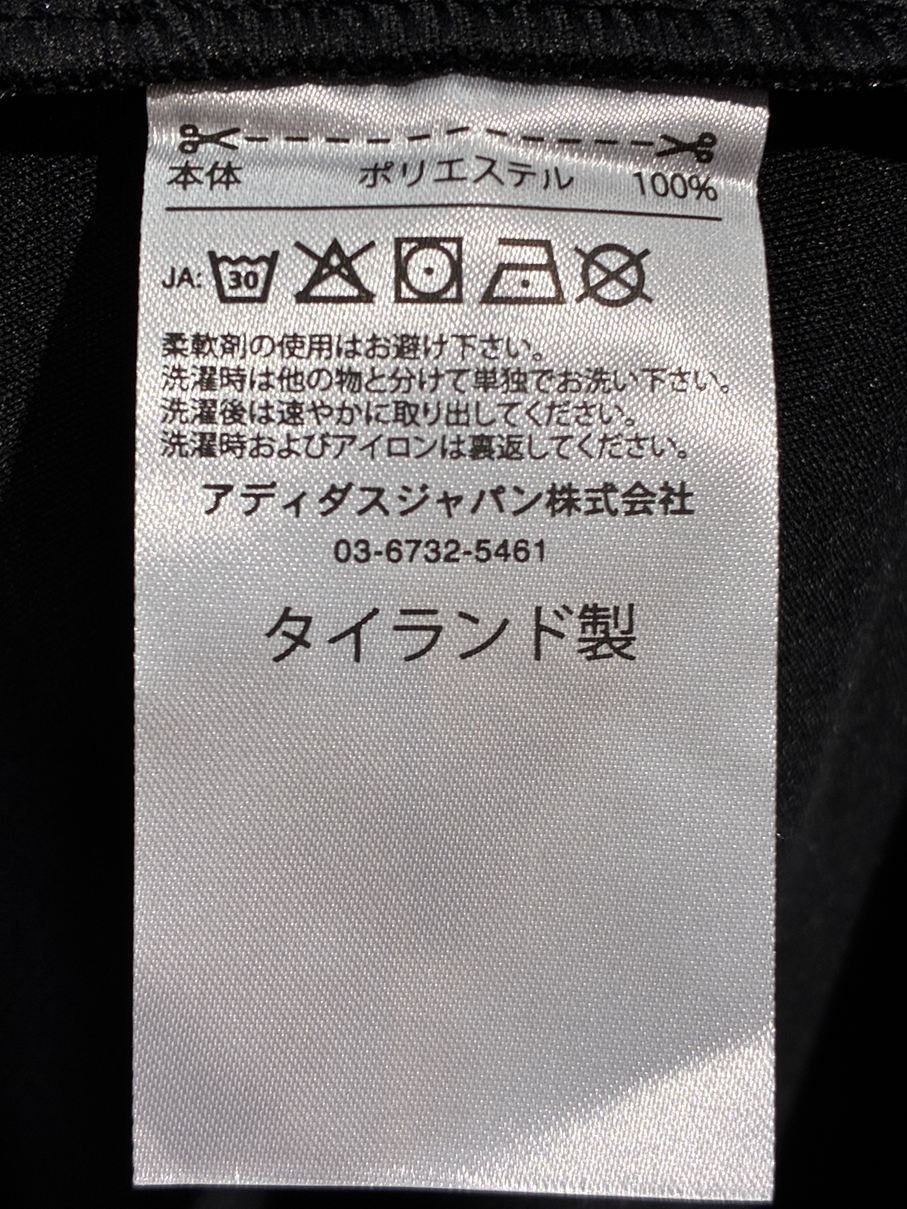 本体 ポリエステル 100%
JA: 30
柔軟剤の使用はお避け下さい。
洗濯時は他の物と分けて単独でお洗い下さい。
洗濯後は速やかに取り出してください。
洗濯時およびアイロンは裏返してください。
アディダスジャパン株式会社
03-6732-5461
タイランド製